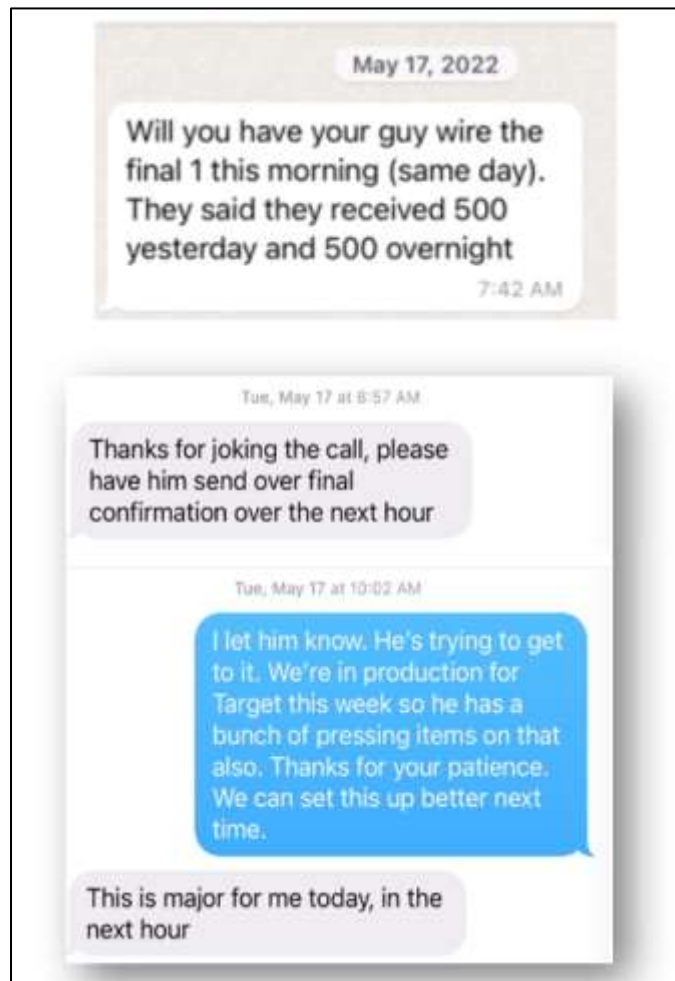 May 17, 2022
Will you have your guy wire the
final 1 this morning (same day).
They said they received 500
yesterday and 500 overnight
7:42 AM
Tue, May 17 at 8:57 AM
Thanks for joking the call, please
have him send over final
confirmation over the next hour
Tue, May 17 at 10:02 AM
I let him know. He's trying to get
to it. We're in production for
Target this week so he has a
bunch of pressing items on that
also. Thanks for your patience.
We can set this up better next
time.
This is major for me today, in the
next hour